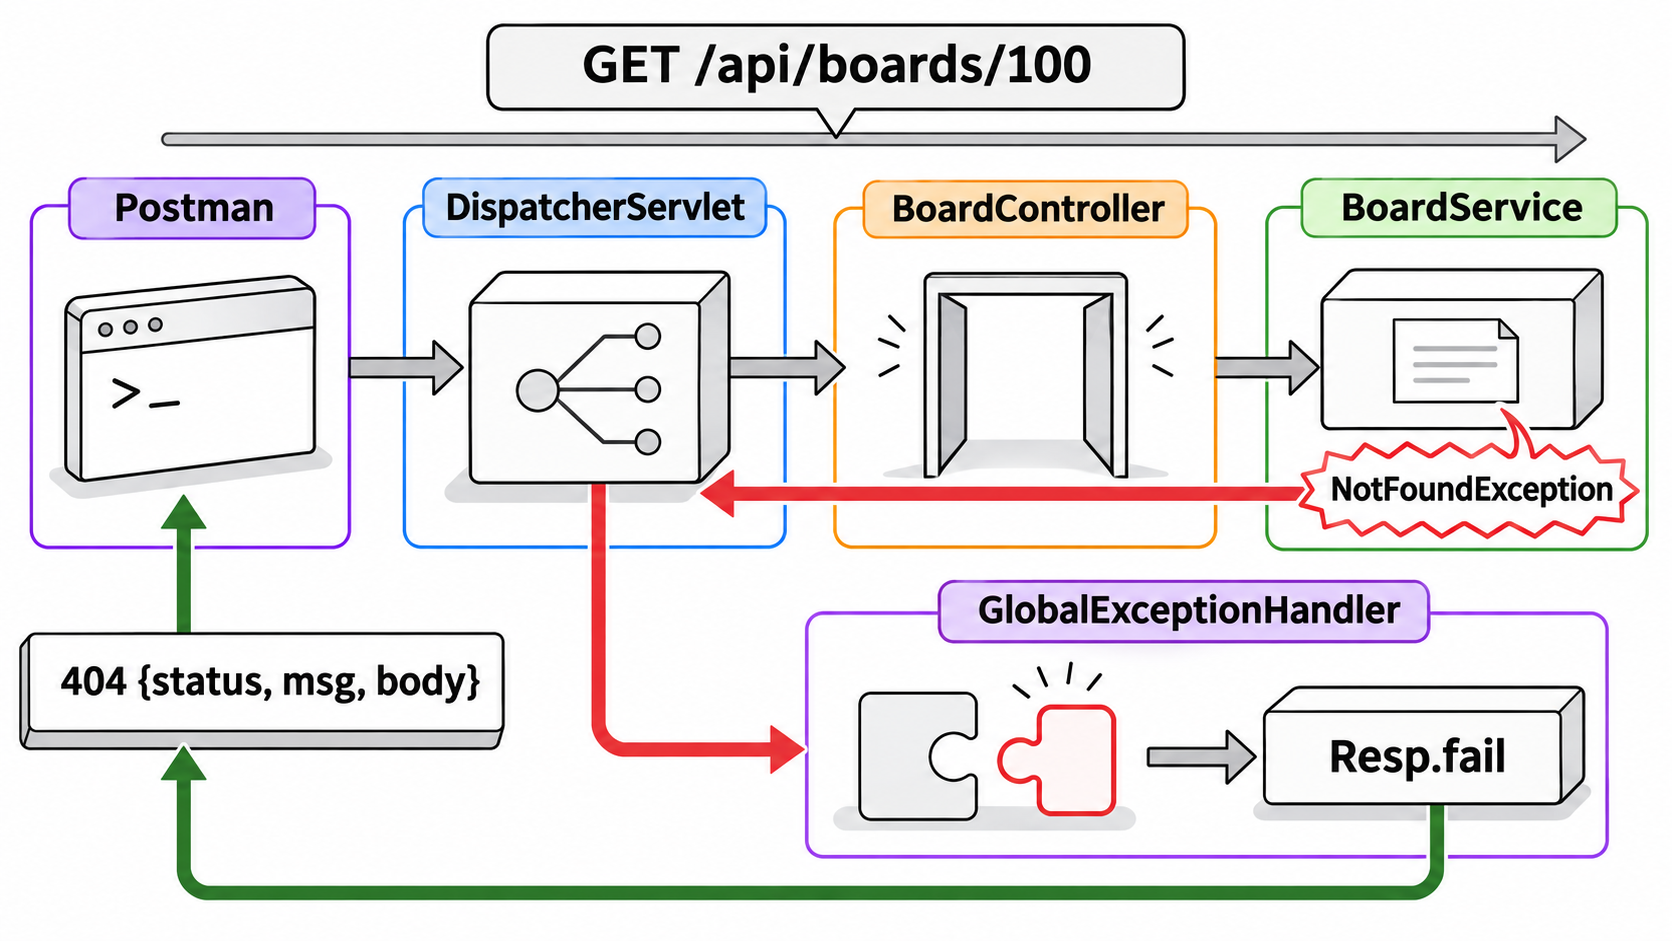 GET /api/boards/100
Postman
DispatcherServlet
BoardController
BoardService
>_
NotFoundException
GlobalExceptionHandler
404 {status, msg, body}
Resp.fail